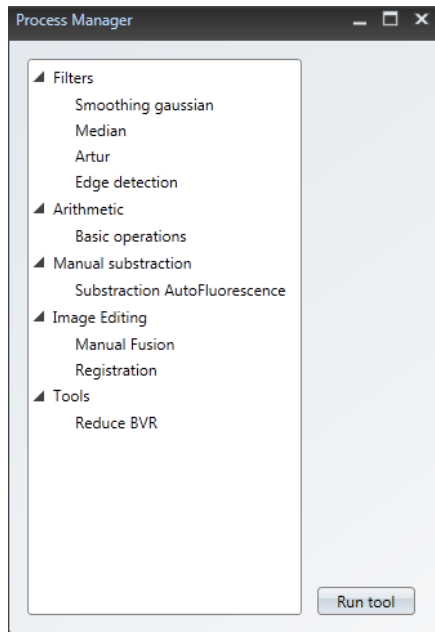 Process Manager
Filters
Smoothing gaussian
Median
Artur
Edge detection
Arithmetic
Basic operations
Manual substraction
Substraction AutoFluorescence
Image Editing
Manual Fusion
Registration
Tools
Reduce BVR
Run tool